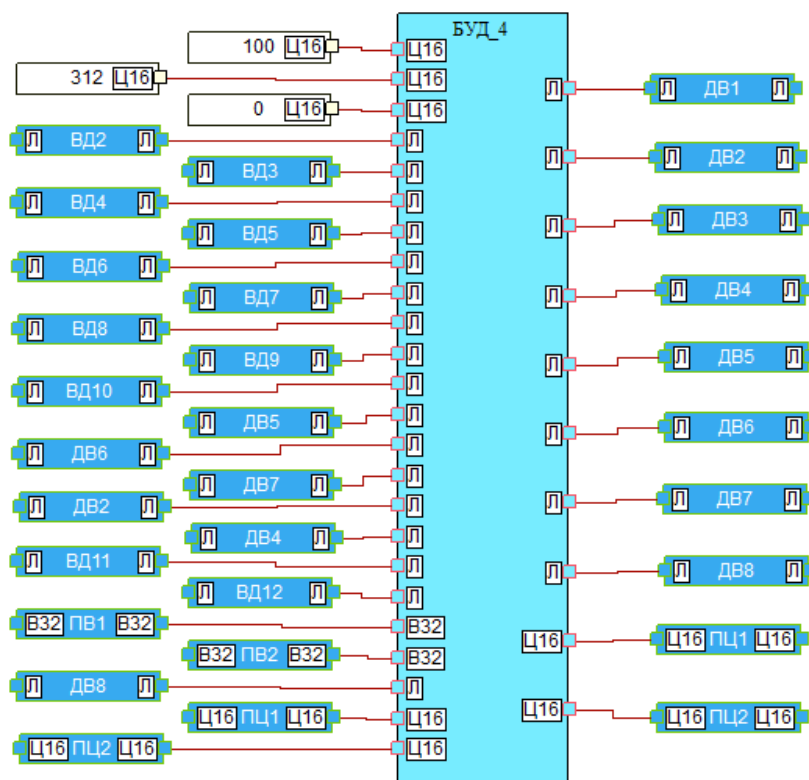 БУД_4
100 Ц16
Ц16
312 Ц16
Ц16
0 Ц16
Ц16
Л ВД2 Л
Л
Л ВД3 Л
Л
Л ВД4 Л
Л
Л ВД5 Л
Л
Л ВД6 Л
Л
Л ВД7 Л
Л
Л ВД8 Л
Л
Л ВД9 Л
Л
Л ВД10 Л
Л
Л ДВ5 Л
Л
Л ДВ6 Л
Л
Л ДВ7 Л
Л
Л ДВ2 Л
Л
Л ДВ4 Л
Л
Л ВД11 Л
Л
Л ВД12 Л
Л
В32 ПВ1 В32
В32
В32 ПВ2 В32
В32
Л ДВ8 Л
Л
Ц16 ПЦ1 Ц16
Ц16
Ц16 ПЦ2 Ц16
Ц16
Л
Л ДВ1 Л
Л
Л ДВ2 Л
Л
Л ДВ3 Л
Л
Л ДВ4 Л
Л
Л ДВ5 Л
Л
Л ДВ6 Л
Л
Л ДВ7 Л
Л
Л ДВ8 Л
Ц16
Ц16 ПЦ1 Ц16
Ц16
Ц16 ПЦ2 Ц16